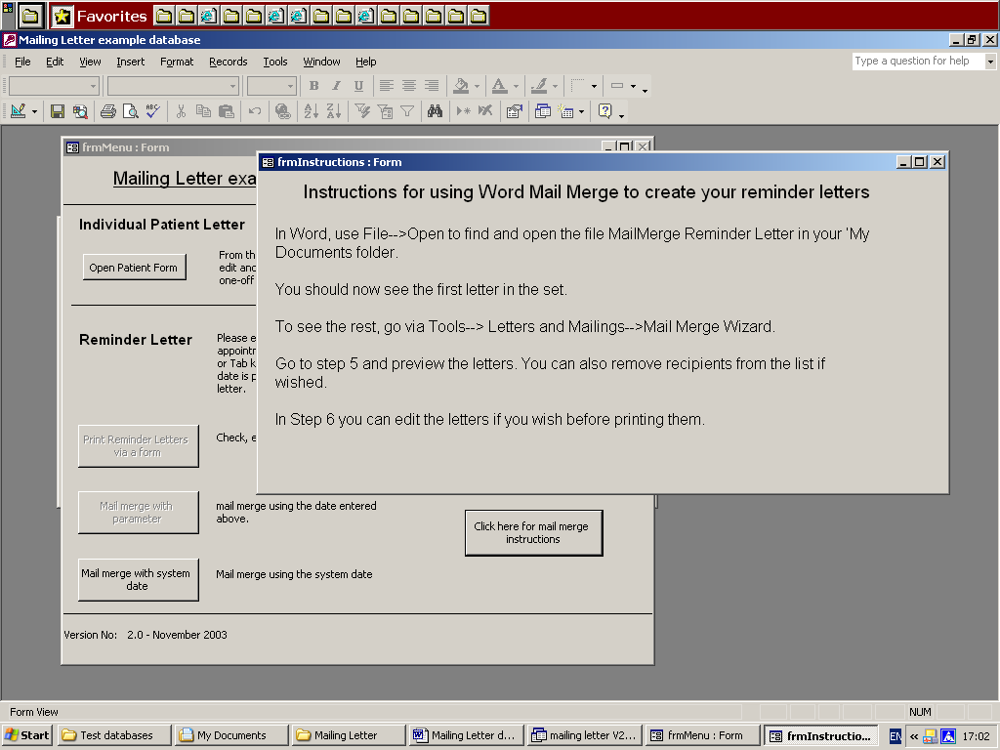 Favorites
Mailing Letter example database
File Edit View Insert Format Records Tools Window Help
Type a question for help
frmMenu : Form
frmInstructions : Form
Mailing Letter exa
Instructions for using Word Mail Merge to create your reminder letters
In Word, use File-->Open to find and open the file MailMerge Reminder Letter in your 'My
Documents folder.
You should now see the first letter in the set.
To see the rest, go via Tools--> Letters and Mailings-->Mail Merge Wizard.
Go to step 5 and preview the letters. You can also remove recipients from the list if
wished.
In Step 6 you can edit the letters if you wish before printing them.
Individual Patient Letter
Open Patient Form
From th
edit and
one-off
Reminder Letter
Please e
appointr
or Tab k
date is p
letter.
Print Reminder Letters
via a form
Check, e
Mail merge with
parameter
mail merge using the date entered
above.
Click here for mail merge
instructions
Mail merge with system
date
Mail merge using the system date
Version No: 2.0 - November 2003
Form View
NUM
Start
Test databases
My Documents
Mailing Letter
Mailing Letter d...
mailing letter V2...
frmMenu : Form
frmInstructio...
EN
17:02